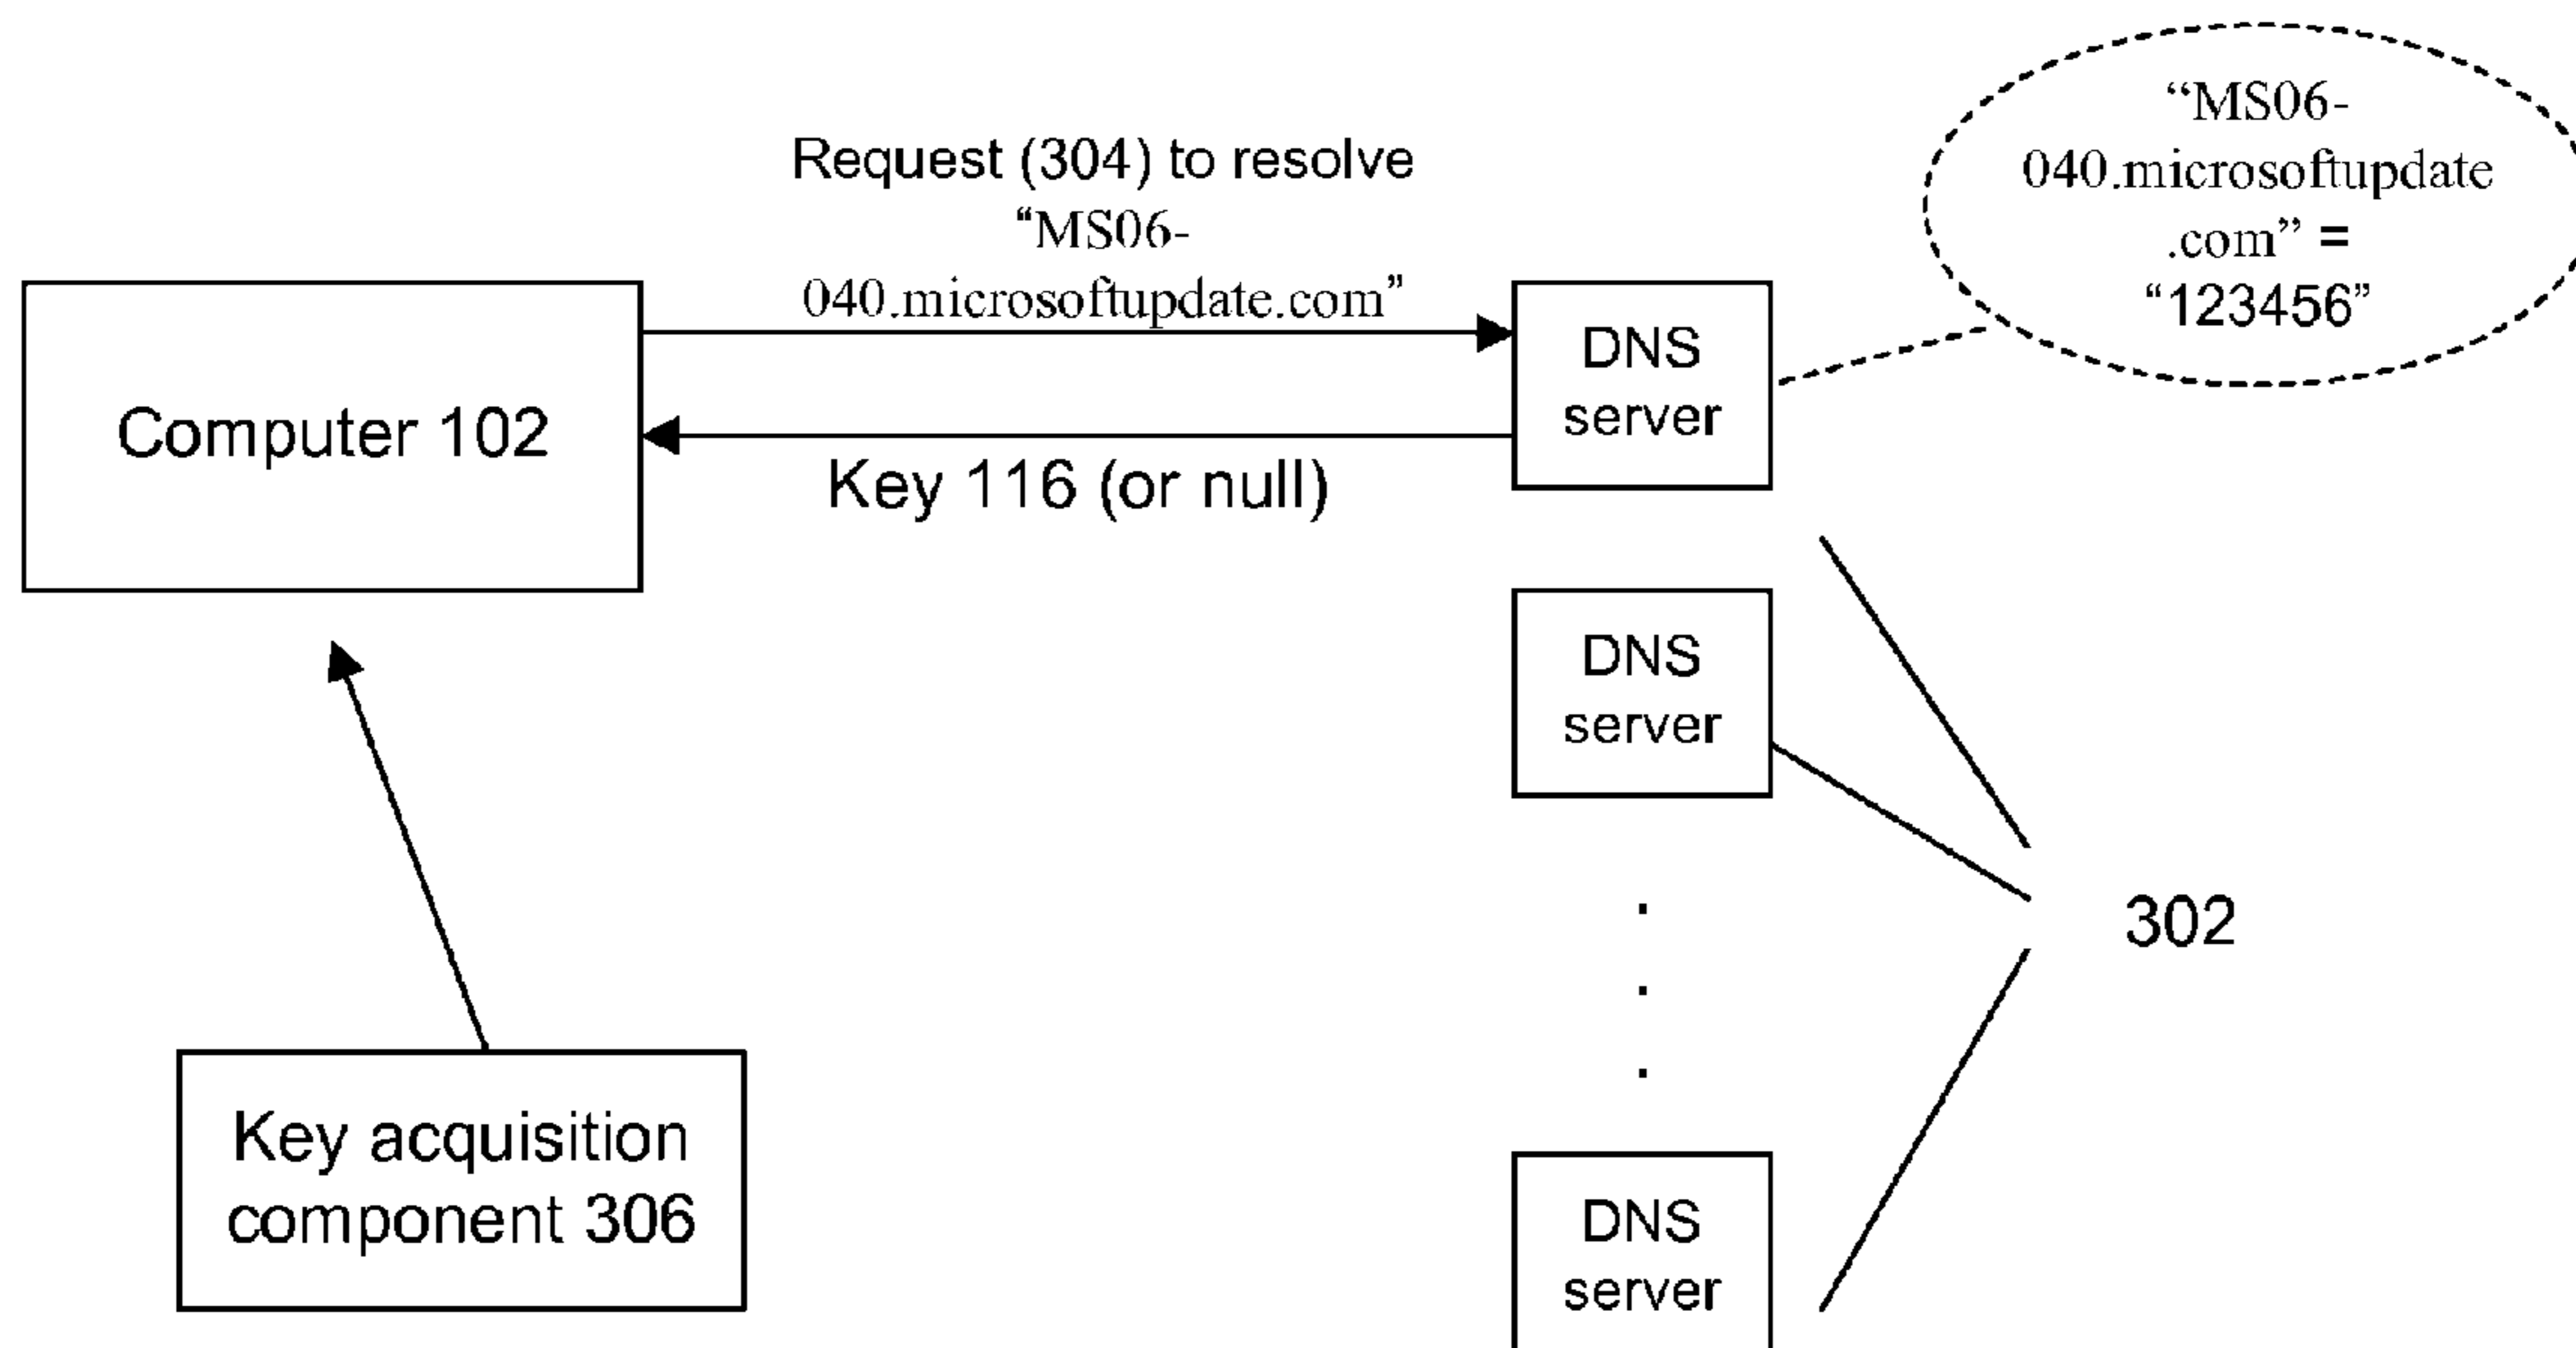 Request (304) to resolve
“MS06-
040.microsoftupdate.com”
“MS06-
040.microsoftupdate
.com” =
“123456”
Computer 102
DNS
server
Key 116 (or null)
DNS
server
.
.
.
302
Key acquisition
component 306
DNS
server